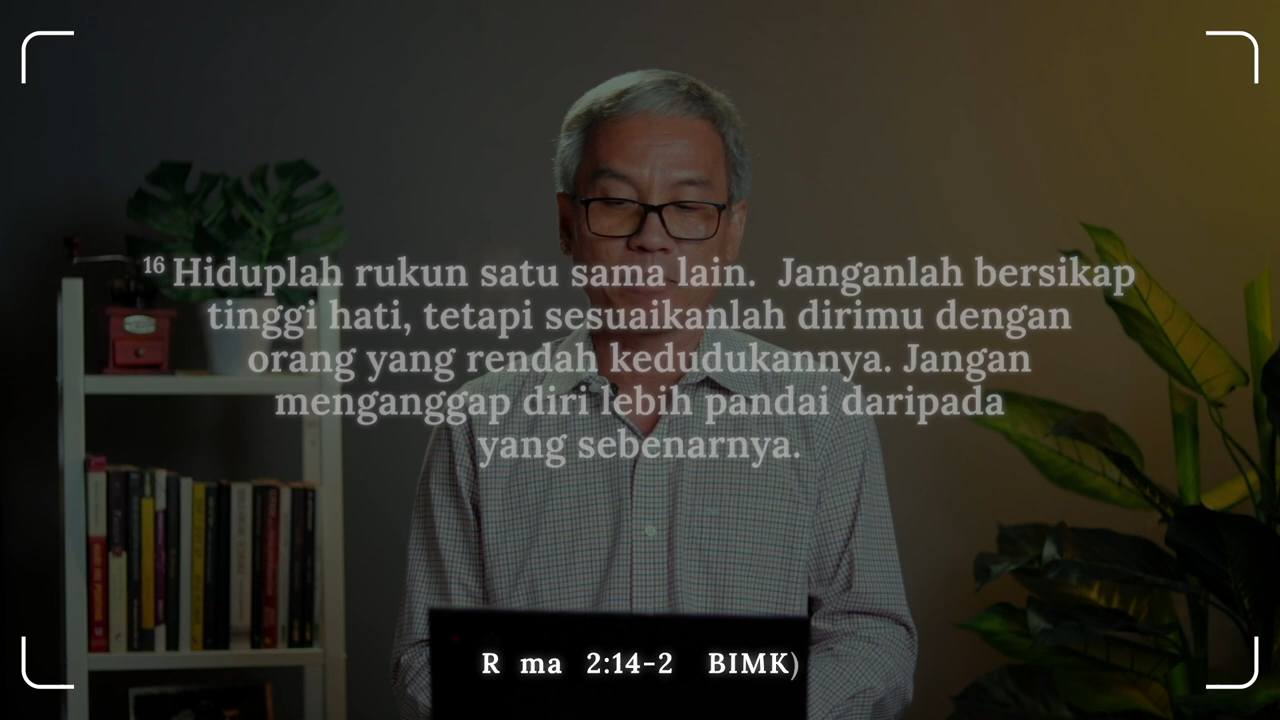 16 Hiduplah rukun satu sama lain. Janganlah bersikap
tinggi hati, tetapi sesuaikanlah dirimu dengan
orang yang rendah kedudukannya. Jangan
menganggap diri lebih pandai daripada
yang sebenarnya.
R ma 2:14-2 BIMK)